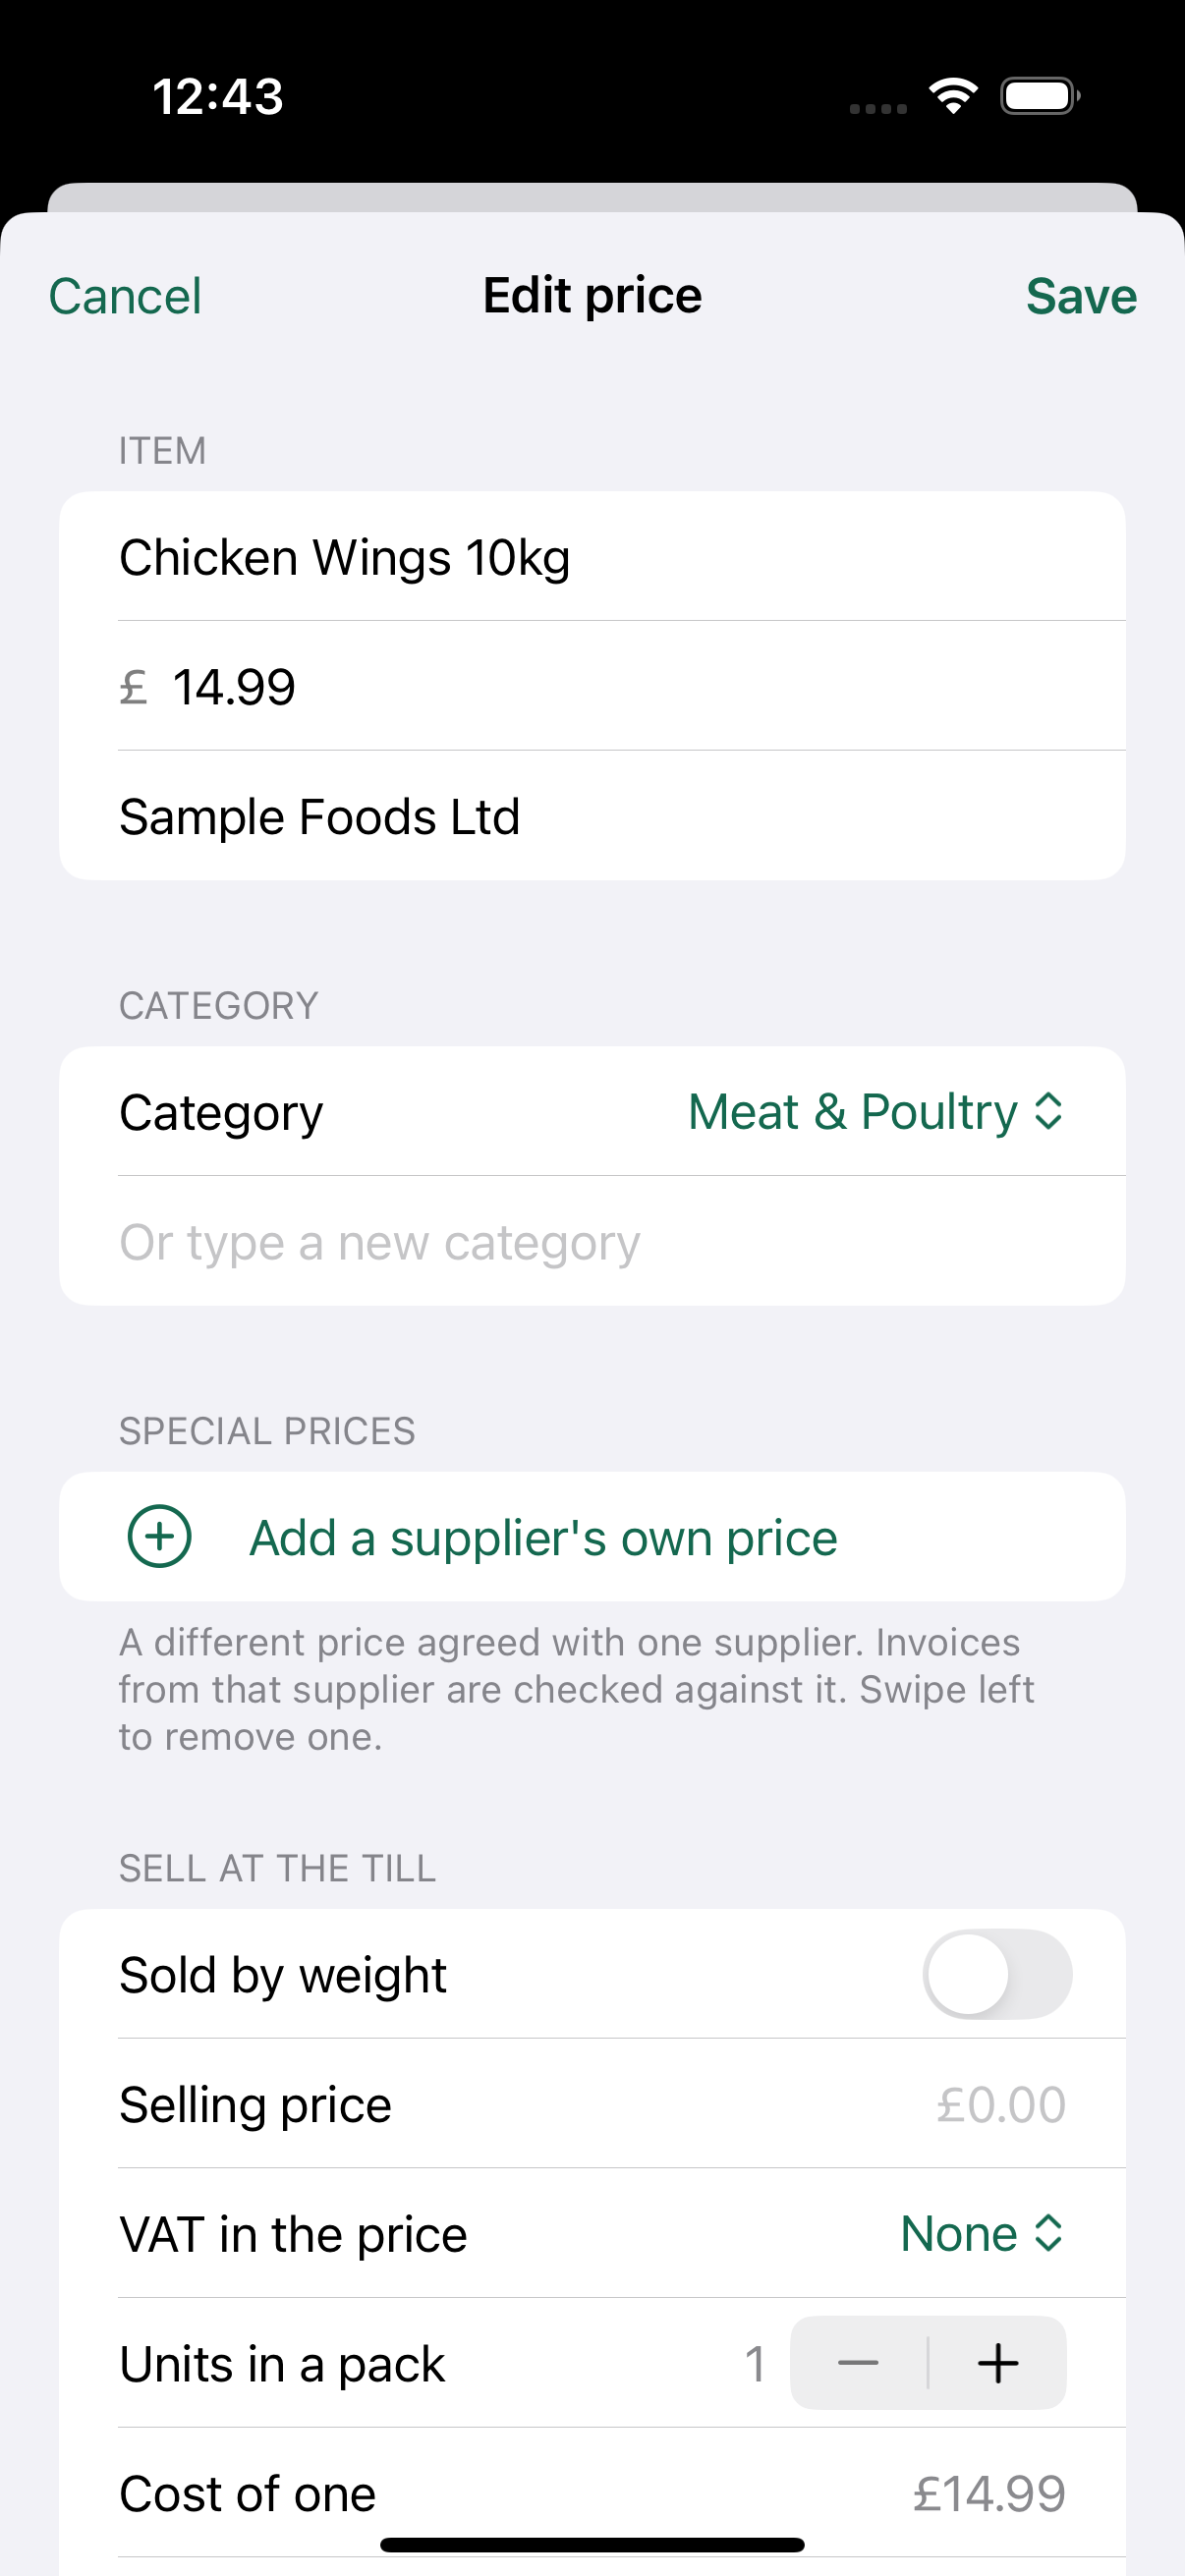 12:43
Cancel
Edit price
Save
ITEM
Chicken Wings 10kg
£ 14.99
Sample Foods Ltd
CATEGORY
Category
Meat & Poultry
Or type a new category
SPECIAL PRICES
Add a supplier's own price
A different price agreed with one supplier. Invoices
from that supplier are checked against it. Swipe left
to remove one.
SELL AT THE TILL
Sold by weight
Selling price
£0.00
VAT in the price
None
Units in a pack
1
Cost of one
£14.99